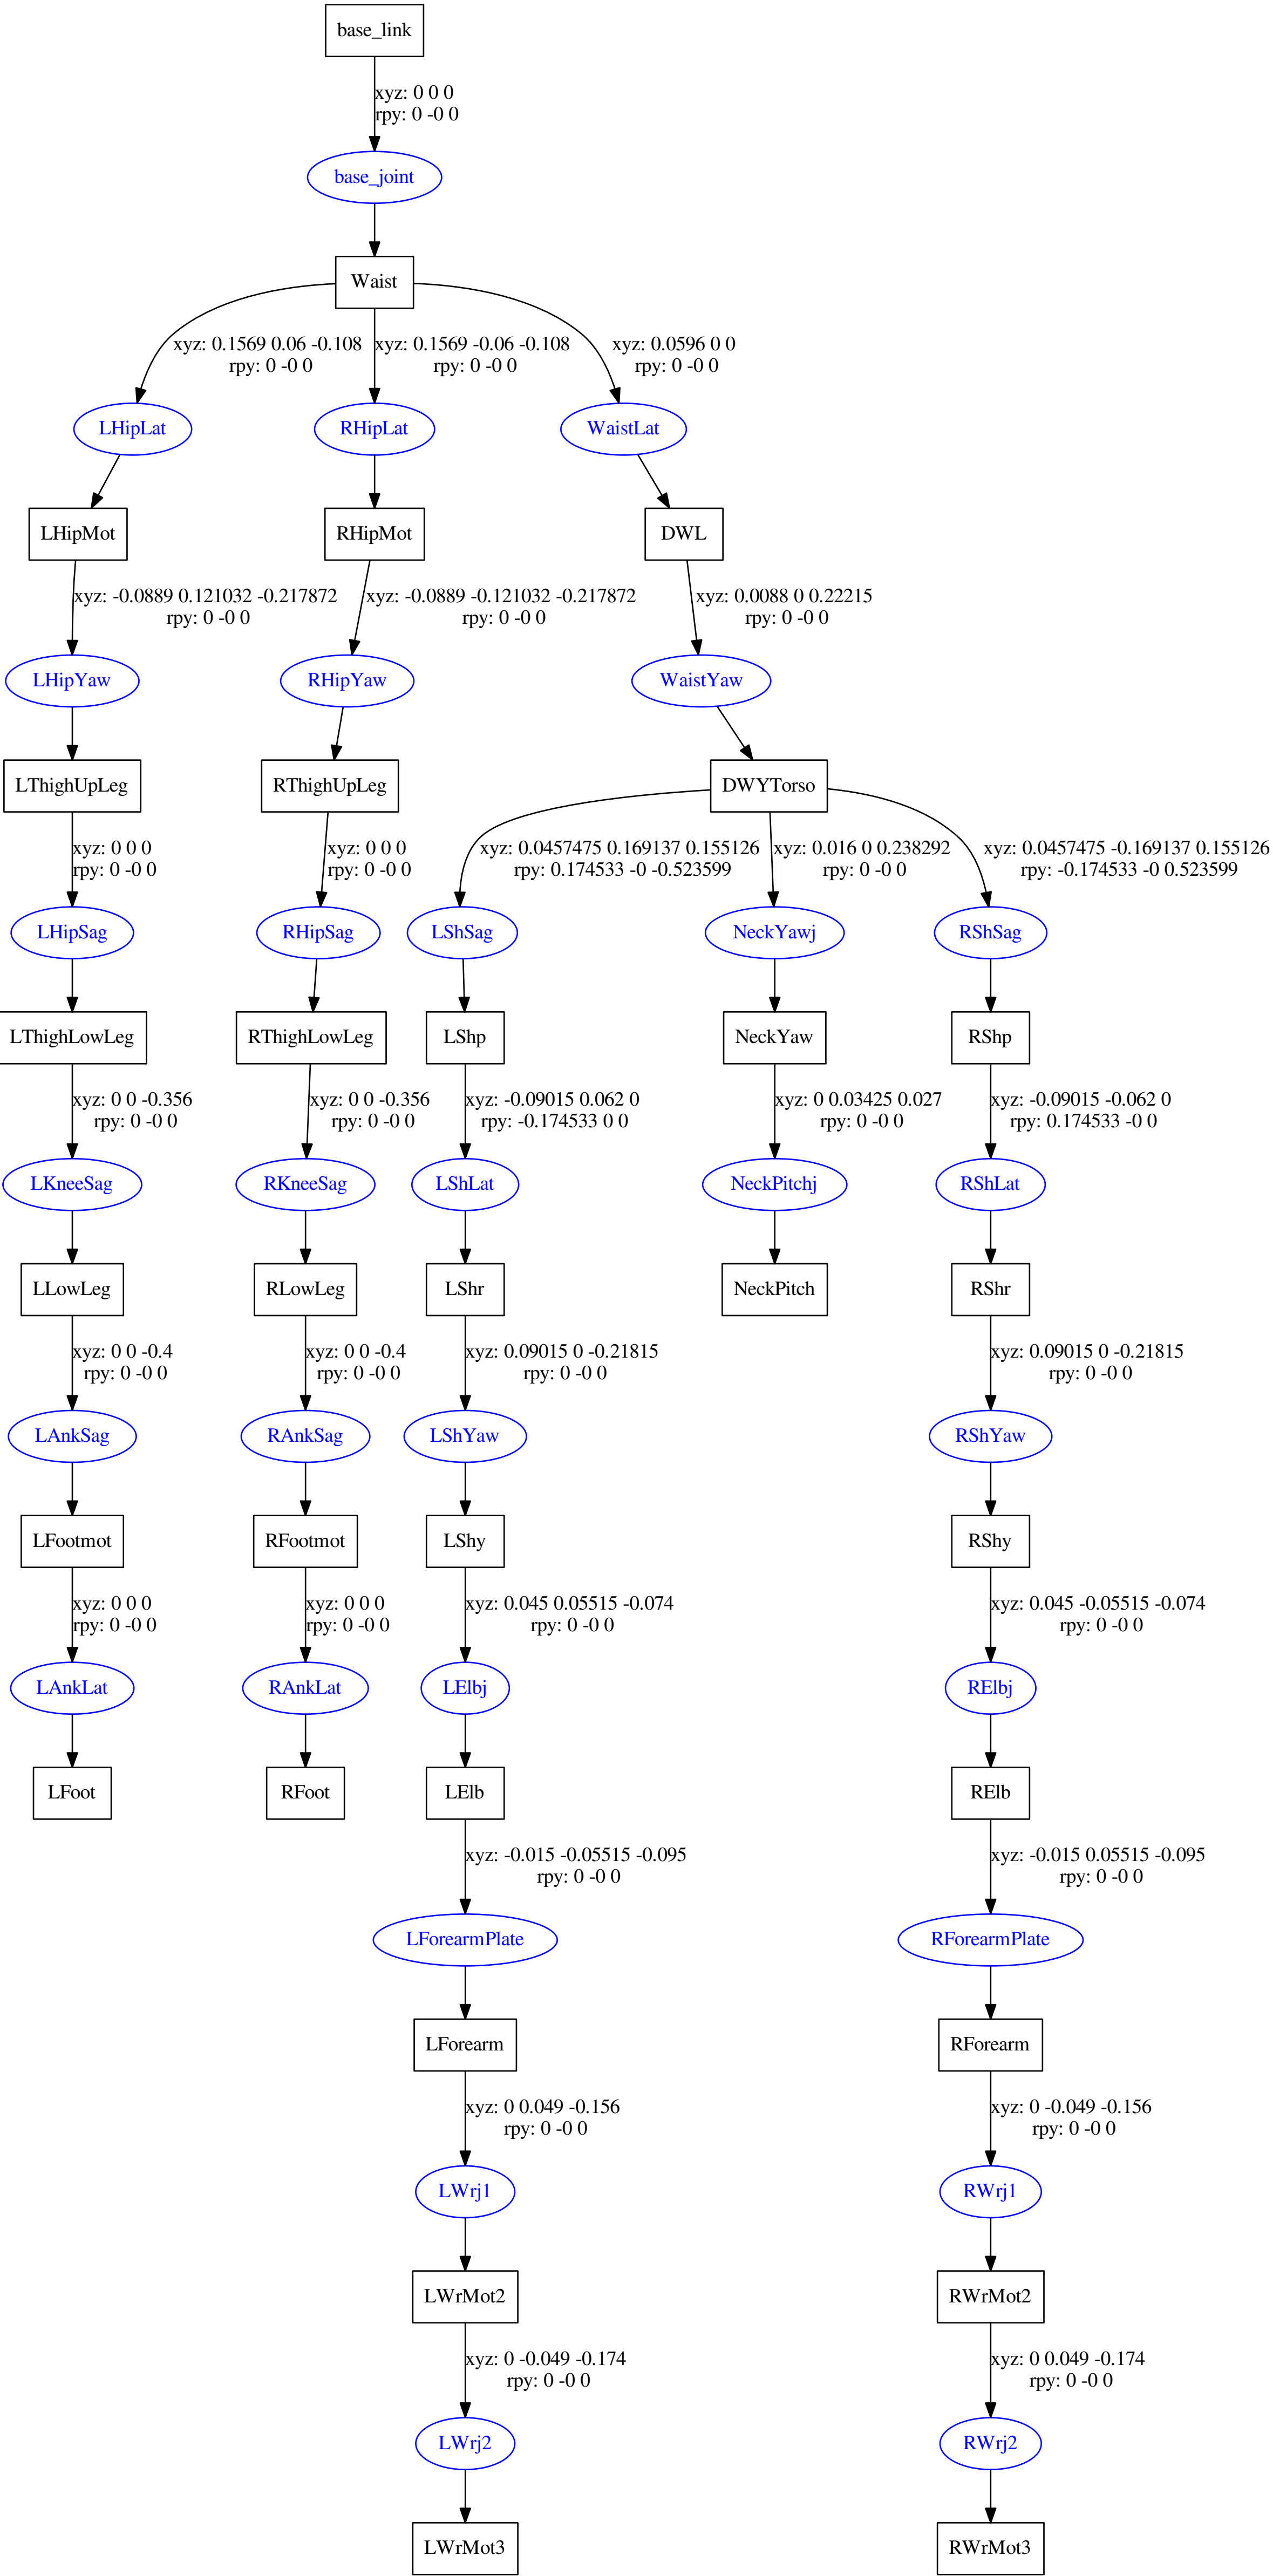 base_link
xyz: 0 0 0
rpy: 0 -0 0
base_joint
Waist
xyz: 0.1569 0.06 -0.108
rpy: 0 -0 0
xyz: 0.1569 -0.06 -0.108
rpy: 0 -0 0
xyz: 0.0596 0 0
rpy: 0 -0 0
LHipLat
RHipLat
WaistLat
LHipMot
RHipMot
DWL
xyz: -0.0889 0.121032 -0.217872
rpy: 0 -0 0
xyz: -0.0889 -0.121032 -0.217872
rpy: 0 -0 0
xyz: 0.0088 0 0.22215
rpy: 0 -0 0
LHipYaw
RHipYaw
WaistYaw
LThighUpLeg
RThighUpLeg
DWYTorso
xyz: 0 0 0
rpy: 0 -0 0
xyz: 0 0 0
rpy: 0 -0 0
xyz: 0.0457475 0.169137 0.155126
rpy: 0.174533 -0 -0.523599
xyz: 0.016 0 0.238292
rpy: 0 -0 0
xyz: 0.0457475 -0.169137 0.155126
rpy: -0.174533 -0 0.523599
LHipSag
RHipSag
LShSag
NeckYawj
RShSag
LThighLowLeg
RThighLowLeg
LShp
NeckYaw
RShp
xyz: 0 0 -0.356
rpy: 0 -0 0
xyz: 0 0 -0.356
rpy: 0 -0 0
xyz: -0.09015 0.062 0
rpy: -0.174533 0 0
xyz: 0 0.03425 0.027
rpy: 0 -0 0
xyz: -0.09015 -0.062 0
rpy: 0.174533 -0 0
LKneeSag
RKneeSag
LShLat
NeckPitchj
RShLat
LLowLeg
RLowLeg
LShr
NeckPitch
RShr
xyz: 0 0 -0.4
rpy: 0 -0 0
xyz: 0 0 -0.4
rpy: 0 -0 0
xyz: 0.09015 0 -0.21815
rpy: 0 -0 0
xyz: 0.09015 0 -0.21815
rpy: 0 -0 0
LAnkSag
RAnkSag
LShYaw
RShYaw
LFootmot
RFootmot
LShy
RShy
xyz: 0 0 0
rpy: 0 -0 0
xyz: 0 0 0
rpy: 0 -0 0
xyz: 0.045 0.05515 -0.074
rpy: 0 -0 0
xyz: 0.045 -0.05515 -0.074
rpy: 0 -0 0
LAnkLat
RAnkLat
LElbj
RElbj
LFoot
RFoot
LElb
RElb
xyz: -0.015 -0.05515 -0.095
rpy: 0 -0 0
xyz: -0.015 0.05515 -0.095
rpy: 0 -0 0
LForearmPlate
RForearmPlate
LForearm
RForearm
xyz: 0 0.049 -0.156
rpy: 0 -0 0
xyz: 0 -0.049 -0.156
rpy: 0 -0 0
LWrj1
RWrj1
LWrMot2
RWrMot2
xyz: 0 -0.049 -0.174
rpy: 0 -0 0
xyz: 0 0.049 -0.174
rpy: 0 -0 0
LWrj2
RWrj2
LWrMot3
RWrMot3